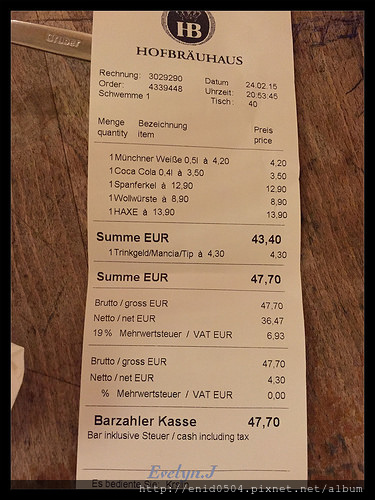 Gruber
HB
HOFBRÄUHAUS
Rechnung: 3029290 Datum 24.02.15
Order: 4339448 Uhrzeit: 20:53:45
Schwemme 1 Tisch: 40
Menge Bezeichnung Preis
quantity item price
1 Münchner Weiße 0,5l à 4,20 4,20
1 Coca Cola 0,4l à 3,50 3,50
1 Spanferkel à 12,90 12,90
1 Wollwürste à 8,90 8,90
1 HAXE à 13,90 13,90
Summe EUR 43,40
1 Trinkgeld/Mancia/Tip à 4,30 4,30
Summe EUR 47,70
Brutto / gross EUR 47,70
Netto / net EUR 36,47
19 % Mehrwertsteuer / VAT EUR 6,93
Brutto / gross EUR 47,70
Netto / net EUR 4,30
% Mehrwertsteuer / VAT EUR 0,00
Barzahler Kasse 47,70
Bar inklusive Steuer / cash including tax
Evelyn.J
Es bediente Sie
http://enid0504.pixnet.net/album